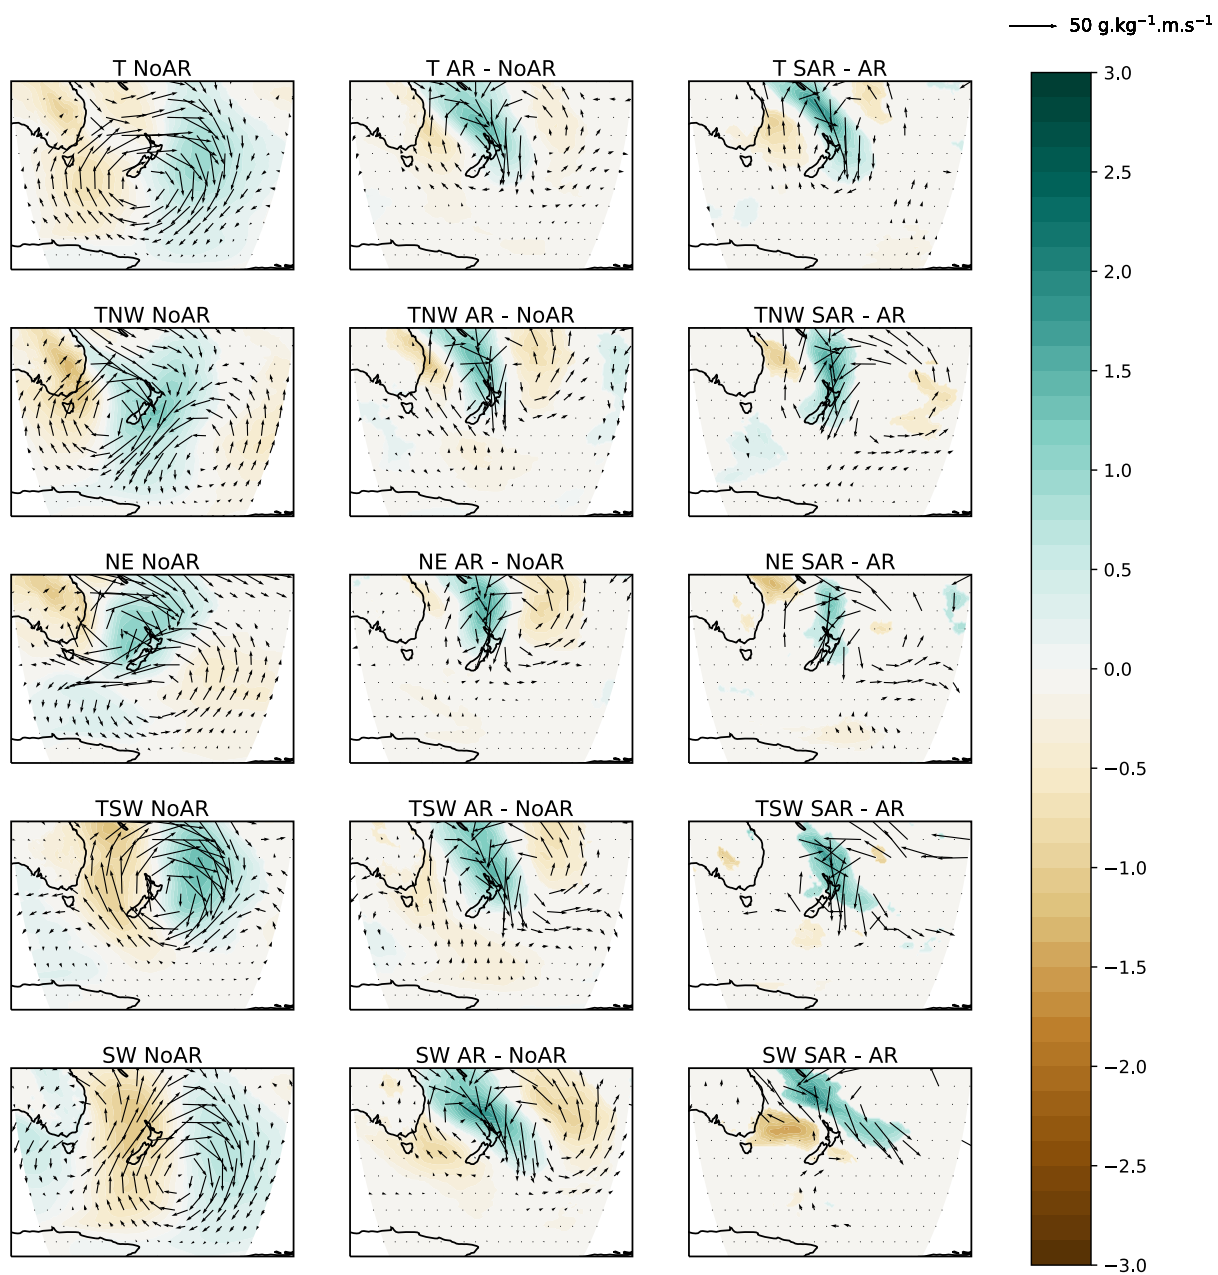 50 g.kg⁻¹.m.s⁻¹
T NoAR
T AR - NoAR
T SAR - AR
TNW NoAR
TNW AR - NoAR
TNW SAR - AR
NE NoAR
NE AR - NoAR
NE SAR - AR
TSW NoAR
TSW AR - NoAR
TSW SAR - AR
SW NoAR
SW AR - NoAR
SW SAR - AR
3.0
2.5
2.0
1.5
1.0
0.5
0.0
−0.5
−1.0
−1.5
−2.0
−2.5
−3.0